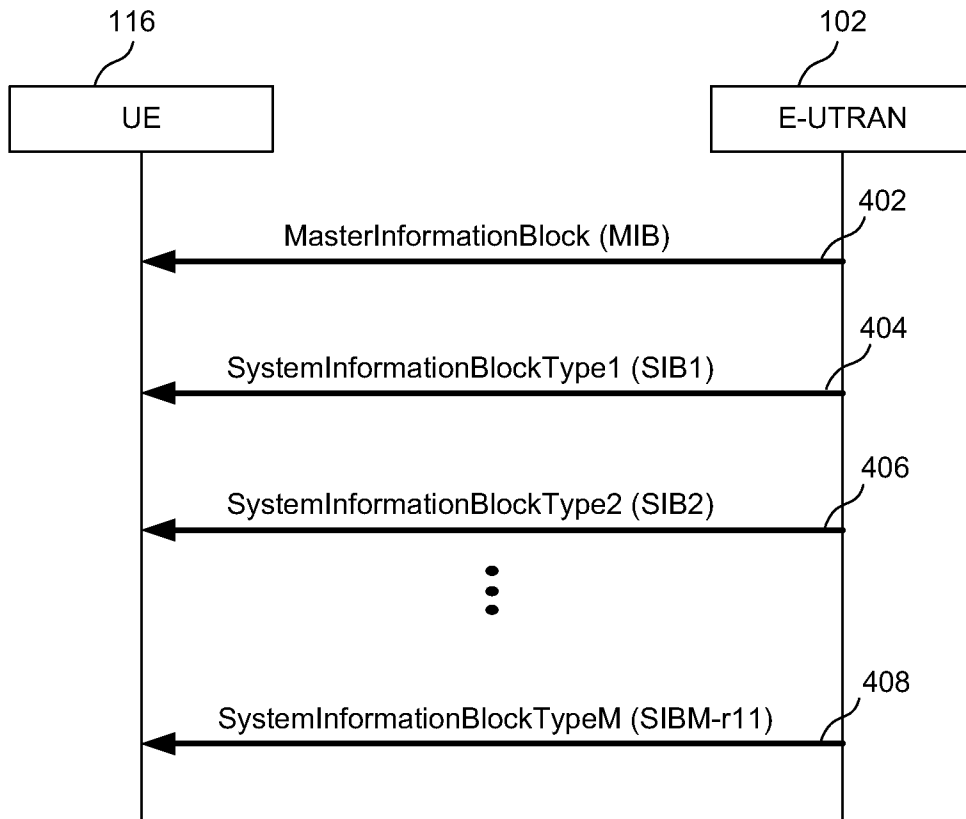 116
102
UE
E-UTRAN
402
MasterInformationBlock (MIB)
404
SystemInformationBlockType1 (SIB1)
406
SystemInformationBlockType2 (SIB2)
408
SystemInformationBlockTypeM (SIBM-r11)